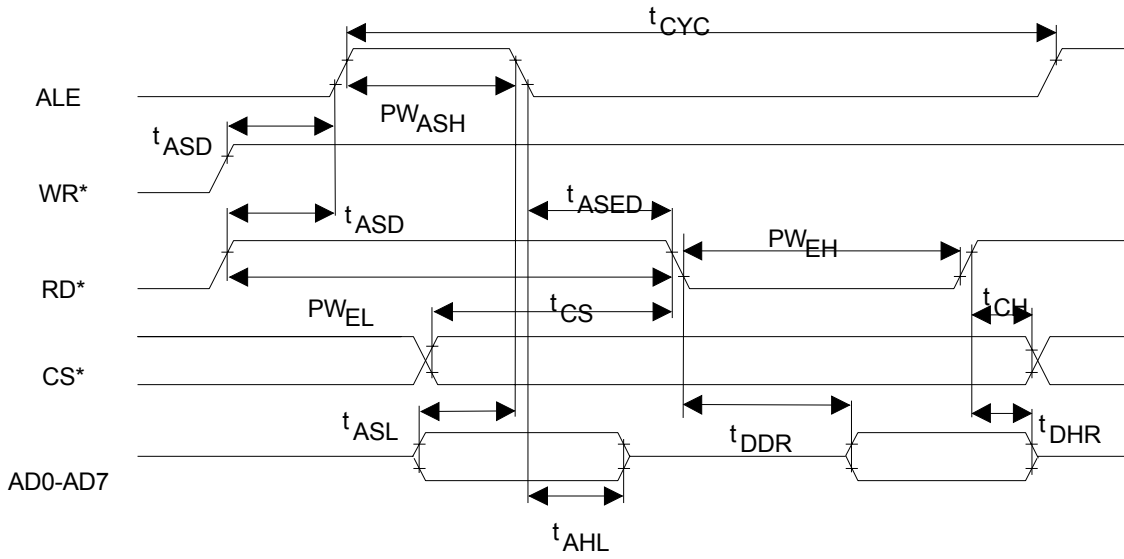 tCYC
ALE
PWASH
tASD
WR*
tASED
tASD
PWEH
RD*
PWEL
tCS
tCH
CS*
tASL
tDDR
tDHR
AD0-AD7
tAHL